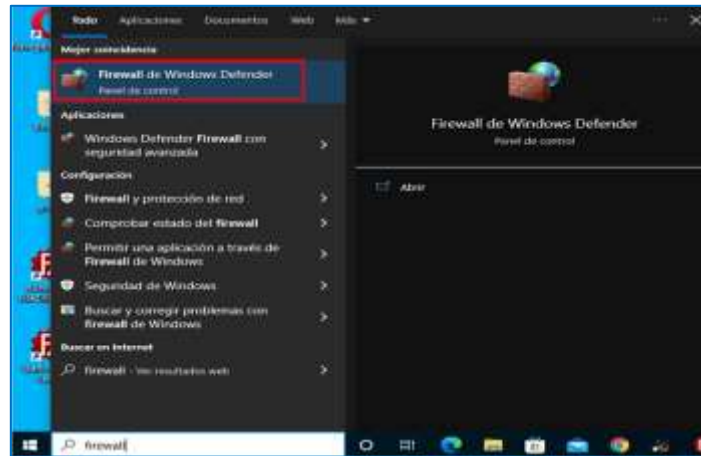 Todo Aplicaciones Documentos Web Más
Mejor coincidencia
Firewall de Windows Defender
Panel de control
Aplicaciones
Windows Defender Firewall con
seguridad avanzada
Configuración
Firewall y protección de red
Comprobar estado del firewall
Permitir una aplicación a través de
Firewall de Windows
Seguridad de Windows
Buscar y corregir problemas con
firewall de Windows
Buscar en Internet
firewall - Ver resultados web
firewall
Firewall de Windows Defender
Panel de control
Abrir